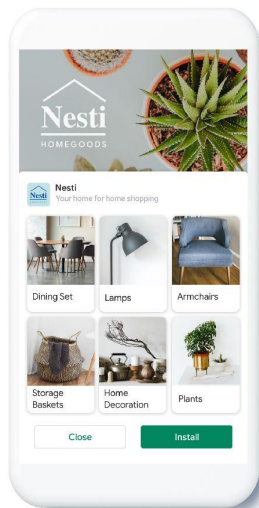 Nesti
HOMEGOODS
Nesti
Nesti
Your home for home shopping
Dining Set
Lamps
Armchairs
Storage
Baskets
Home
Decoration
Plants
Close
Install